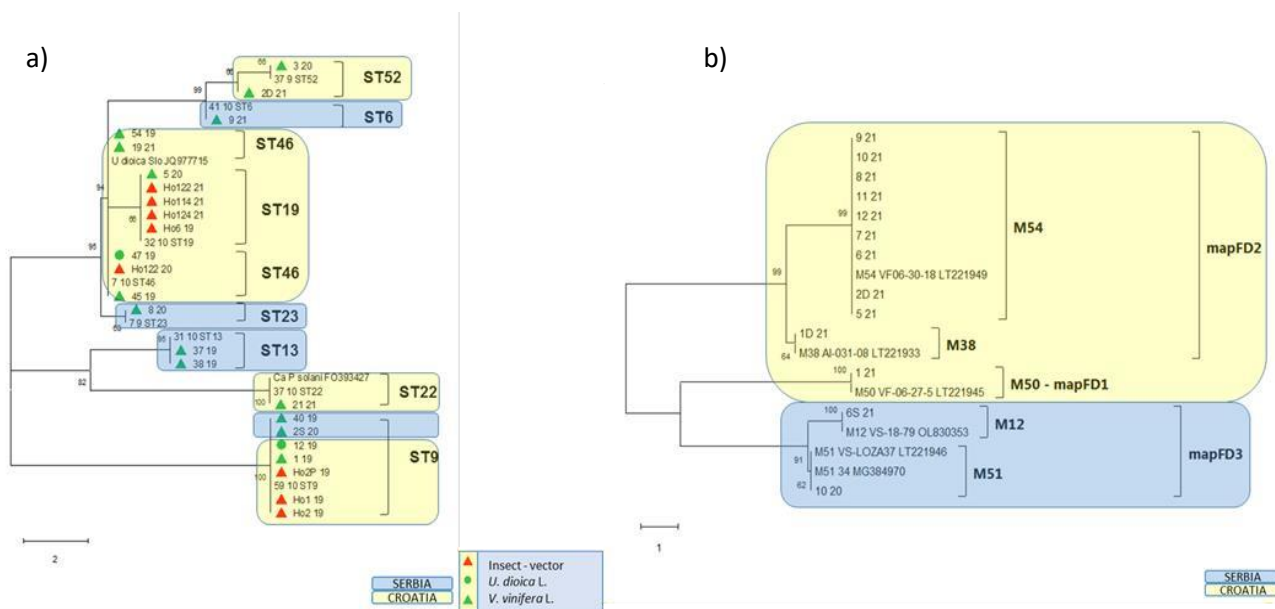 a)
66
3 20
66
37 9 ST52
ST52
99
2D 21
41 10 ST6
ST6
9 21
54 19
19 21
ST46
U dioica Slo JQ977715
5 20
94
Ho122 21
Ho114 21
ST19
Ho124 21
66
Ho6 19
32 10 ST19
95
47 19
Ho122 20
ST46
7 10 ST46
45 19
8 20
ST23
7 9 ST23
31 10 ST13
95
37 19
ST13
38 19
82
Ca P solani FO393427
37 10 ST22
ST22
100
21 21
40 19
2S 20
12 19
ST9
1 19
100
Ho2P 19
59 10 ST9
Ho1 19
Ho2 19
2
SERBIA
CROATIA
Insect - vector
U. dioica L.
V. vinifera L.
b)
9 21
10 21
8 21
11 21
99
12 21
M54
7 21
mapFD2
6 21
99
M54 VF06-30-18 LT221949
2D 21
5 21
1D 21
M38
64
M38 AI-031-08 LT221933
100
1 21
M50 - mapFD1
M50 VF-06-27-5 LT221945
100
6S 21
M12
M12 VS-18-79 OL830353
M51 VS-LOZA37 LT221946
mapFD3
91
M51 34 MG384970
M51
62
10 20
1
SERBIA
CROATIA